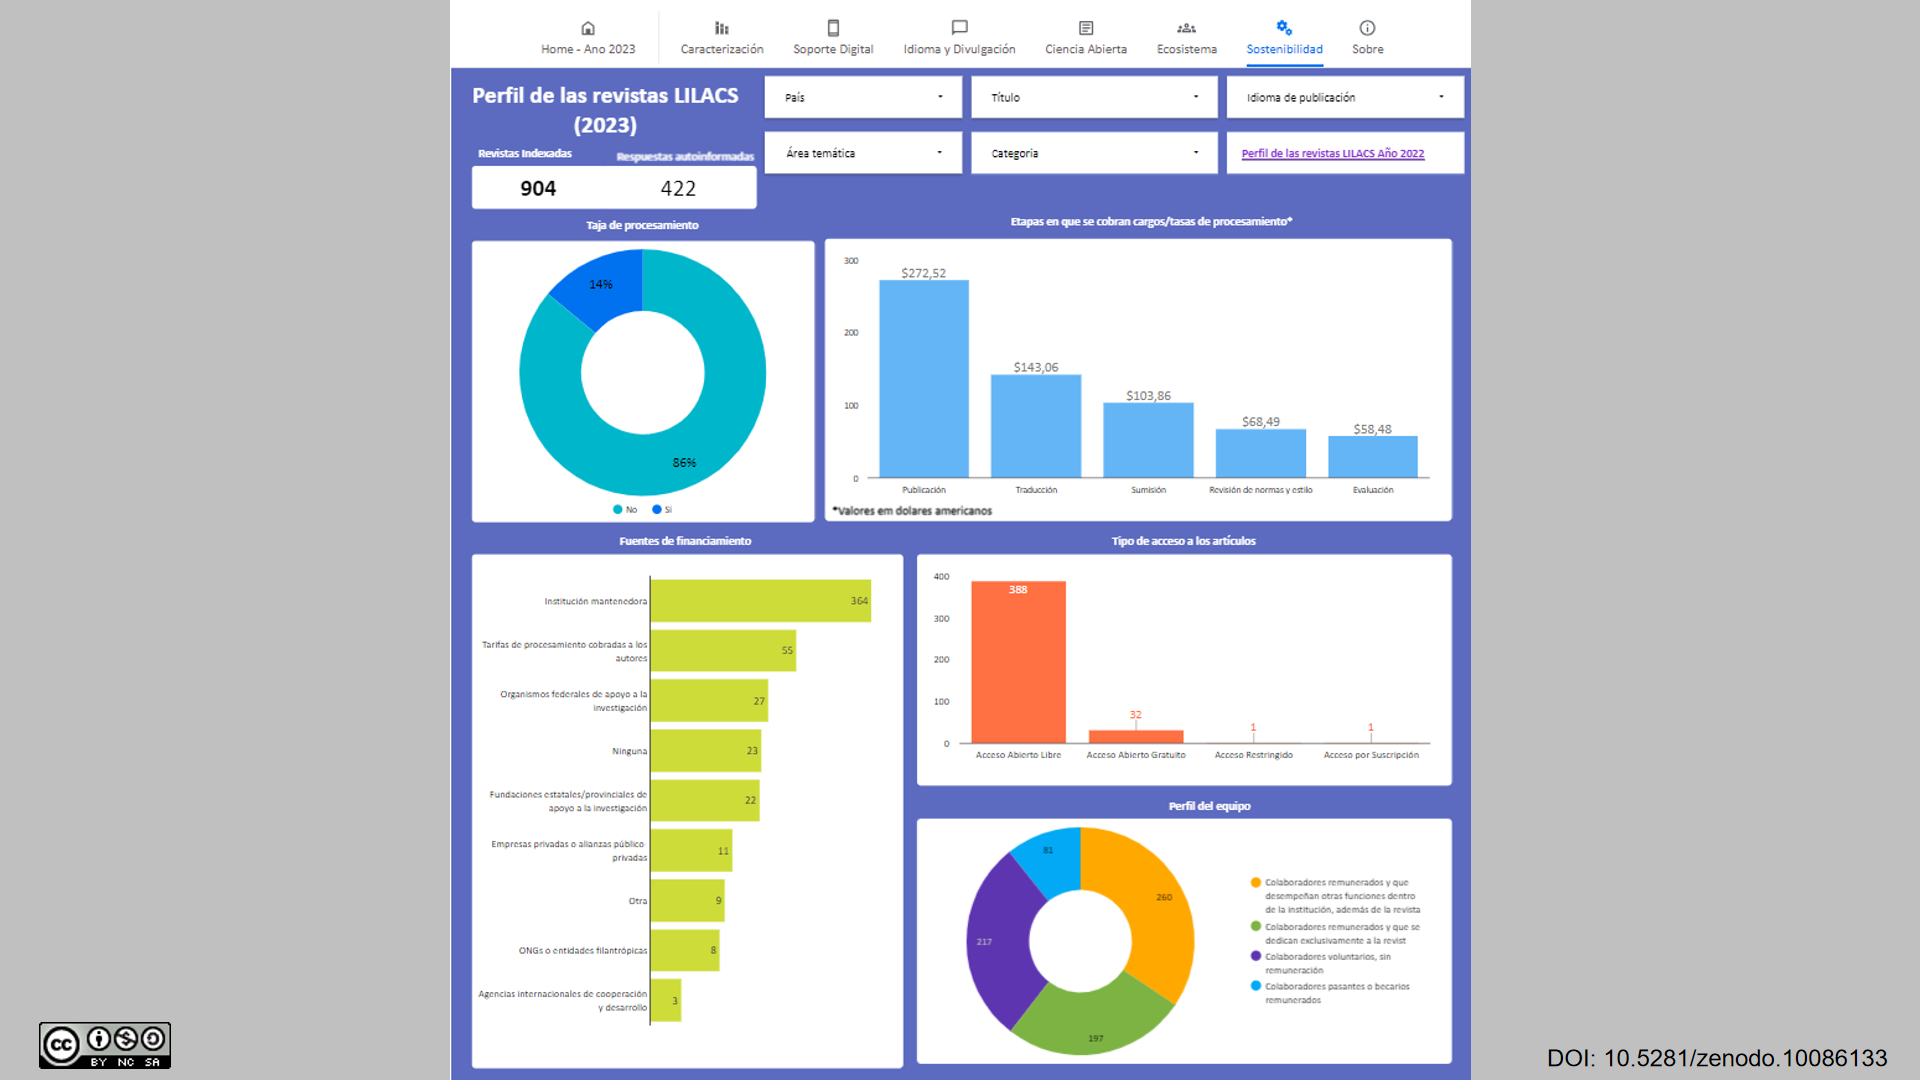 Home - Ano 2023
Caracterización
Soporte Digital
Idioma y Divulgación
Ciencia Abierta
Ecosistema
Sostenibilidad
Sobre
Perfil de las revistas LILACS
(2023)
País
Título
Idioma de publicación
Área temática
Categoria
Perfil de las revistas LILACS Año 2022
Revistas Indexadas
Respuestas autoinformadas
904
422
Taja de procesamiento
14%
86%
No
Sí
Etapas en que se cobran cargos/tasas de procesamiento*
300
200
100
0
$272,52
$143,06
$103,86
$68,49
$58,48
Publicación
Traducción
Sumisión
Revisión de normas y estilo
Evaluación
*Valores em dolares americanos
Fuentes de financiamiento
Institución mantenedora
364
Tarifas de procesamiento cobradas a los
autores
55
Organismos federales de apoyo a la
investigación
27
Ninguna
23
Fundaciones estatales/provinciales de
apoyo a la investigación
22
Empresas privadas o alianzas público-
privadas
11
Otra
9
ONGs o entidades filantrópicas
8
Agencias internacionales de cooperación
y desarrollo
3
Tipo de acceso a los artículos
400
300
200
100
0
388
32
1
1
Acceso Abierto Libre
Acceso Abierto Gratuito
Acceso Restringido
Acceso por Suscripción
Perfil del equipo
81
260
217
197
Colaboradores remunerados y que
desempeñan otras funciones dentro
de la institución, además de la revista
Colaboradores remunerados y que se
dedican exclusivamente a la revist
Colaboradores voluntarios, sin
remuneración
Colaboradores pasantes o becarios
remunerados
cc
BY NC SA
DOI: 10.5281/zenodo.10086133